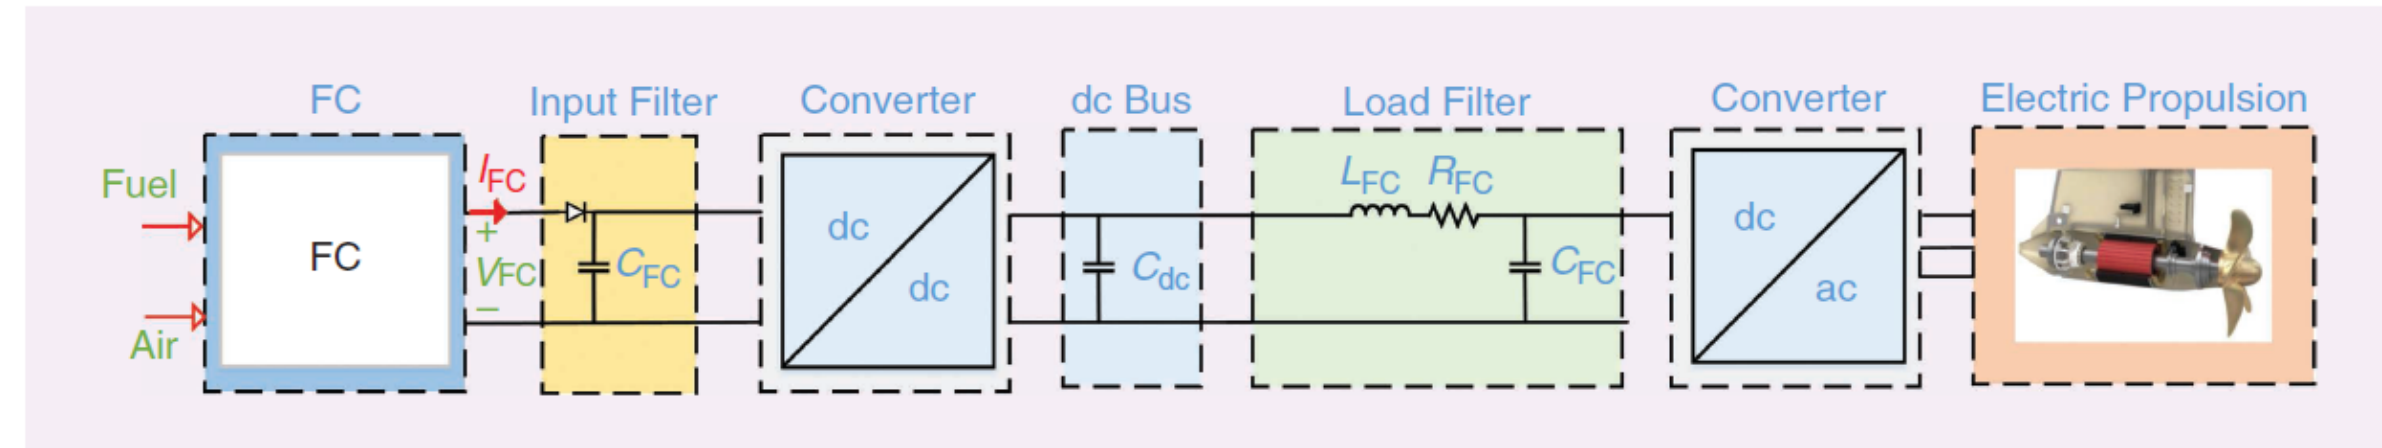 FC
Input Filter
Converter
dc Bus
Load Filter
Converter
Electric Propulsion
Fuel
Air
FC
IFC
+
VFC
–
CFC
dc
dc
Cdc
LFC
RFC
CFC
dc
ac